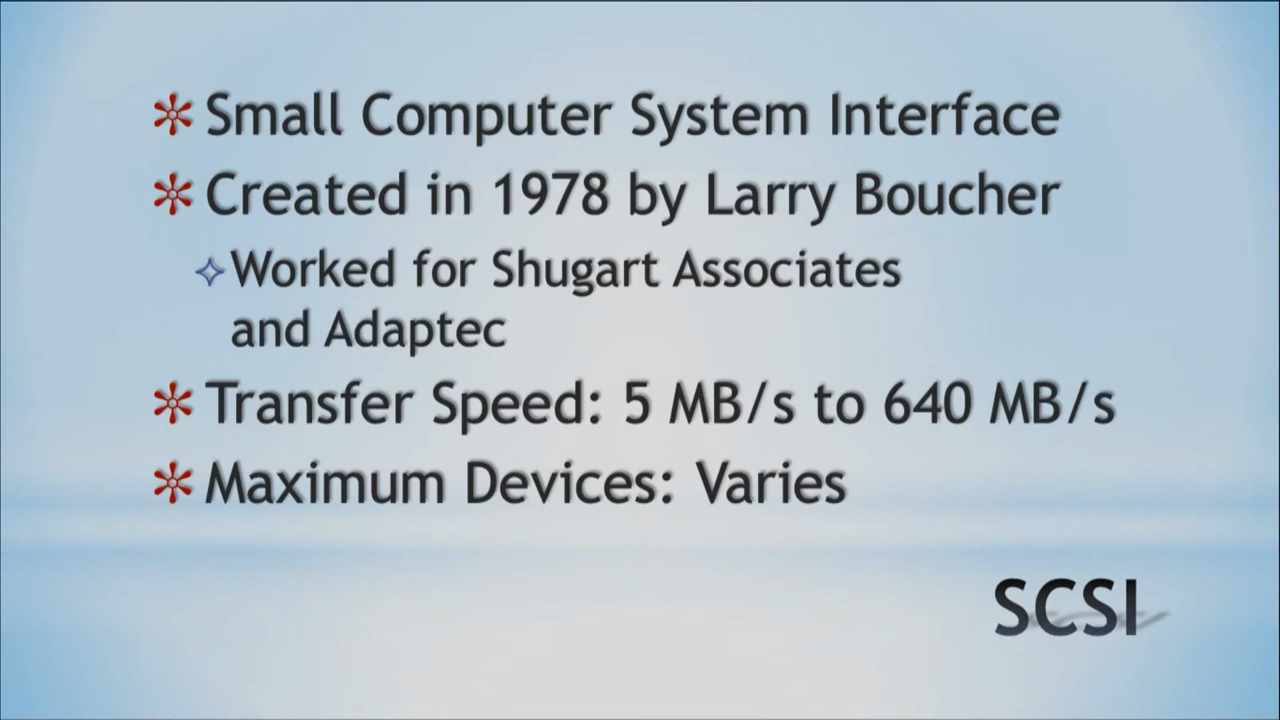 Small Computer System Interface
Created in 1978 by Larry Boucher
Worked for Shugart Associates
and Adaptec
Transfer Speed: 5 MB/s to 640 MB/s
Maximum Devices: Varies
SCSI